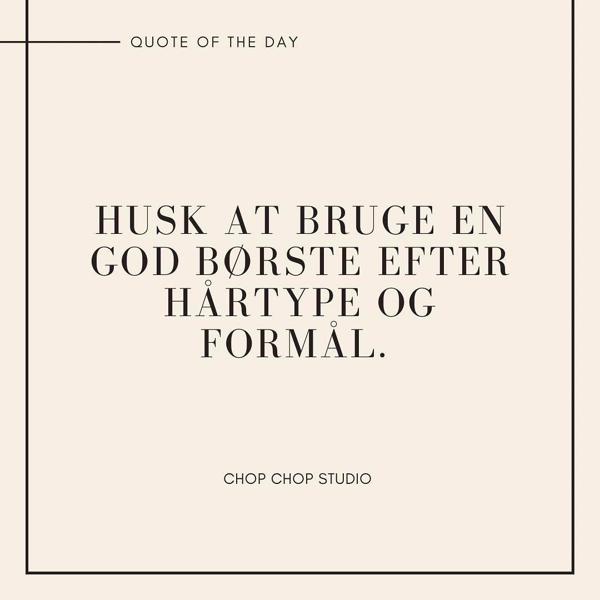 QUOTE OF THE DAY
HUSK AT BRUGE EN
GOD BØRSTE EFTER
HÅRTYPE OG
FORMÅL.
CHOP CHOP STUDIO